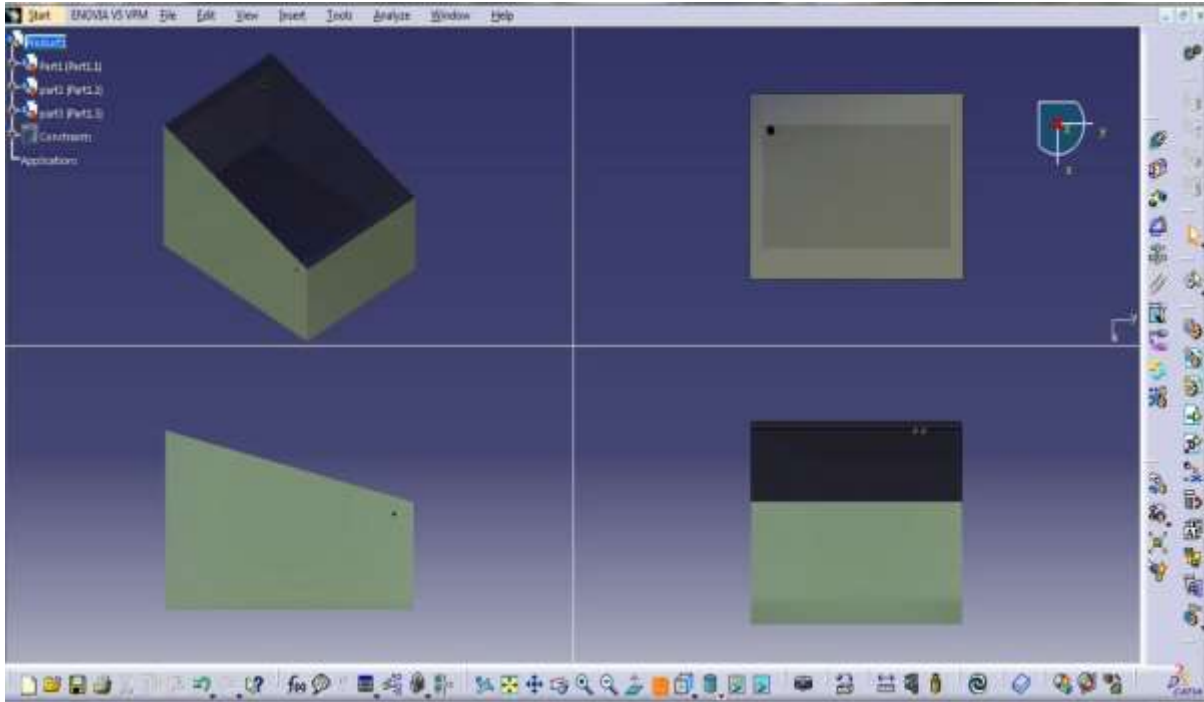 Start ENOVIA V5 VPM File Edit View Insert Tools Analyze Window Help
Product1
Part1 (Part1.1)
part2 (Part1.2)
part3 (Part1.3)
Constraints
Applications
CATIA